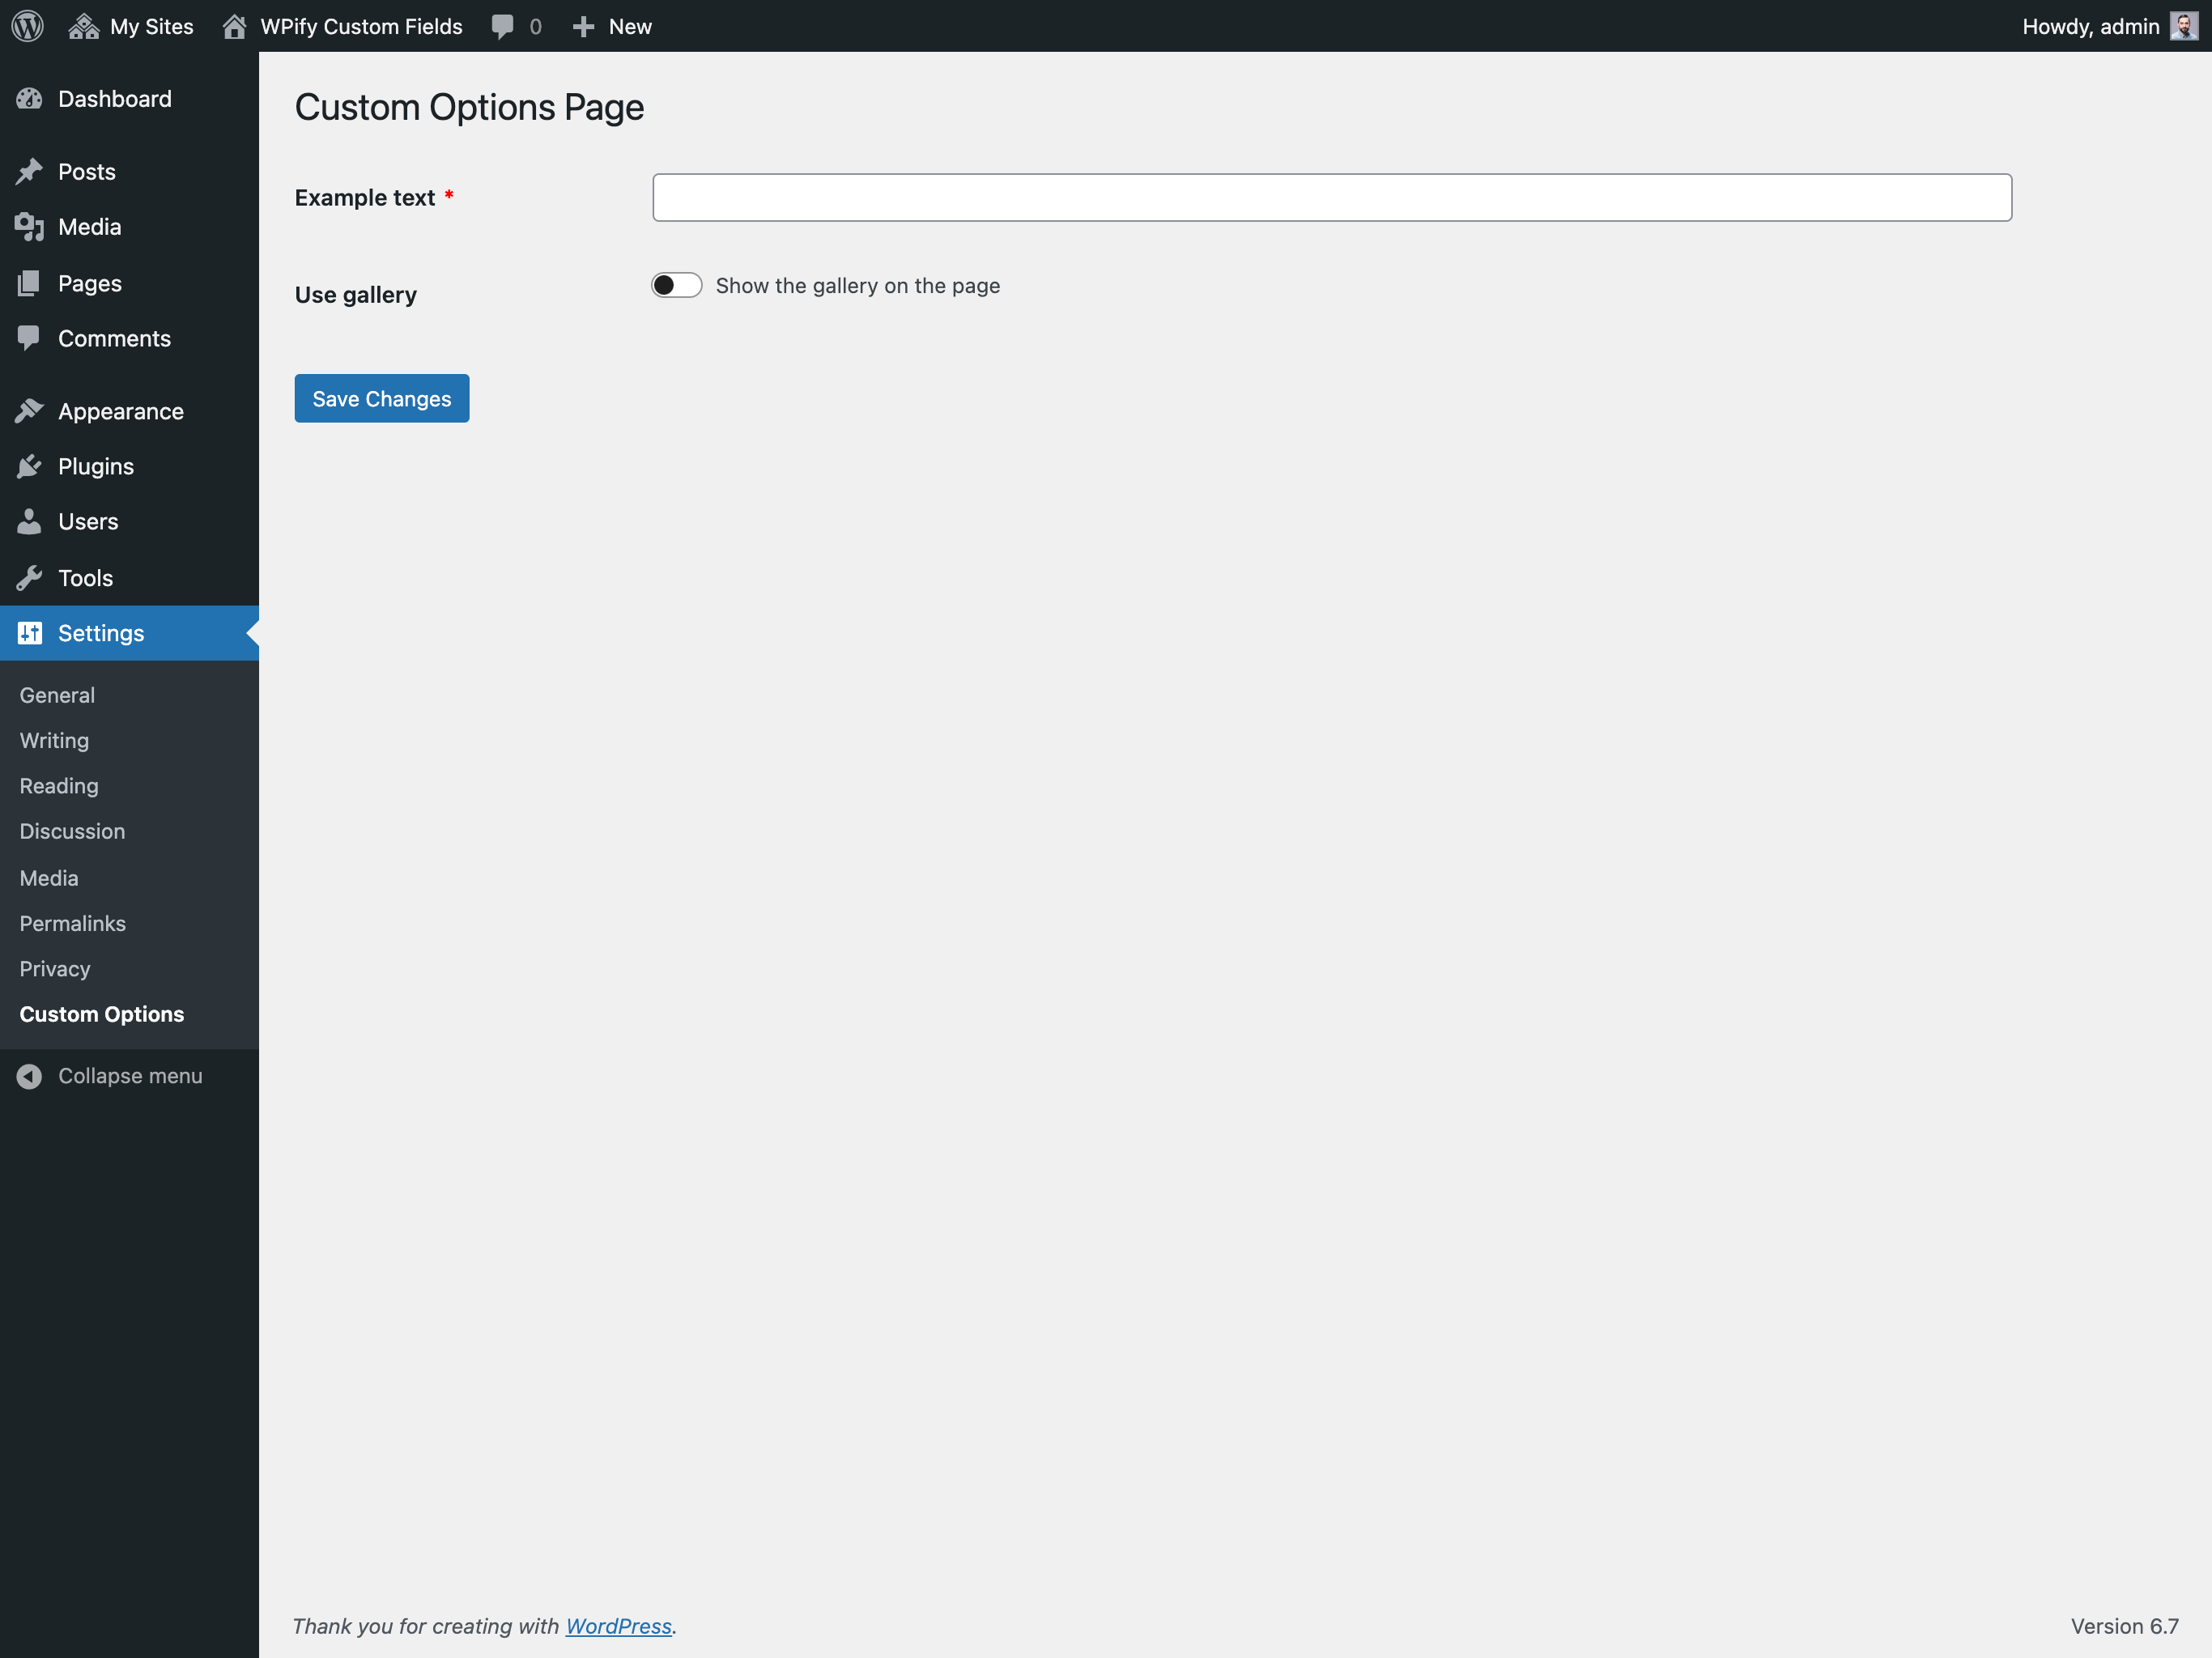 My Sites WPify Custom Fields 0 New Howdy, admin
Dashboard
Posts
Media
Pages
Comments
Appearance
Plugins
Users
Tools
Settings
General
Writing
Reading
Discussion
Media
Permalinks
Privacy
Custom Options
Collapse menu
Custom Options Page
Example text *
Use gallery Show the gallery on the page
Save Changes
Thank you for creating with WordPress. Version 6.7